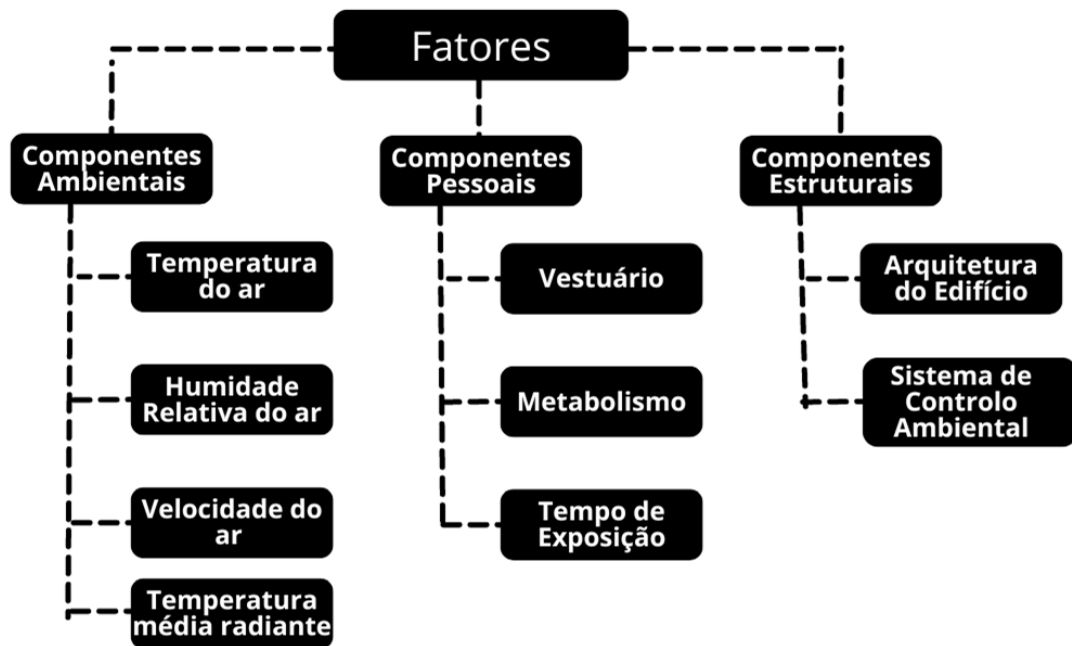 Fatores
Componentes
Ambientais
Temperatura
do ar
Humidade
Relativa do ar
Velocidade do
ar
Temperatura
média radiante
Componentes
Pessoais
Vestuário
Metabolismo
Tempo de
Exposição
Componentes
Estruturais
Arquitetura
do Edifício
Sistema de
Controlo
Ambiental